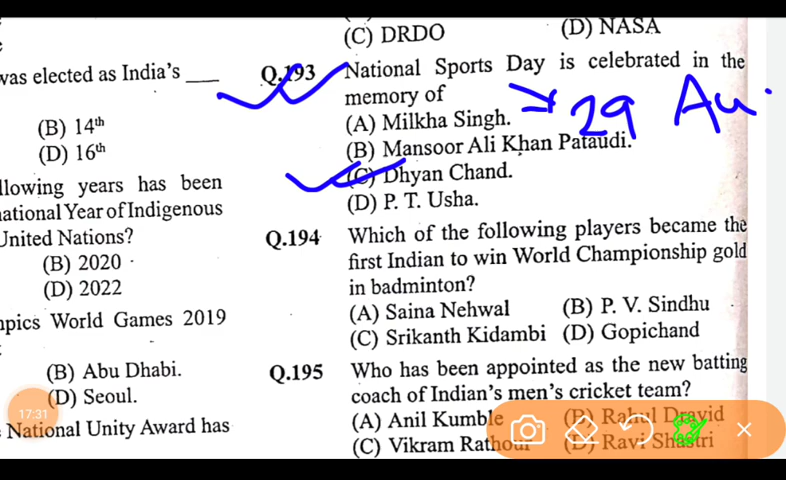 (C) DRDO (D) NASA
was elected as India's ___
(B) 14th
(D) 16th
llowing years has been
national Year of Indigenous
United Nations?
(B) 2020
(D) 2022
mpics World Games 2019
(B) Abu Dhabi.
(D) Seoul.
17:31
National Unity Award has
Q.193 National Sports Day is celebrated in the
memory of
29 Au
(A) Milkha Singh.
(B) Mansoor Ali Khan Pataudi.
(C) Dhyan Chand.
(D) P. T. Usha.
Q.194 Which of the following players became the
first Indian to win World Championship gold
in badminton?
(A) Saina Nehwal (B) P. V. Sindhu
(C) Srikanth Kidambi (D) Gopichand
Q.195 Who has been appointed as the new batting
coach of Indian's men's cricket team?
(A) Anil Kumble (B) Rahul Dravid
(C) Vikram Rathour (D) Ravi Shastri